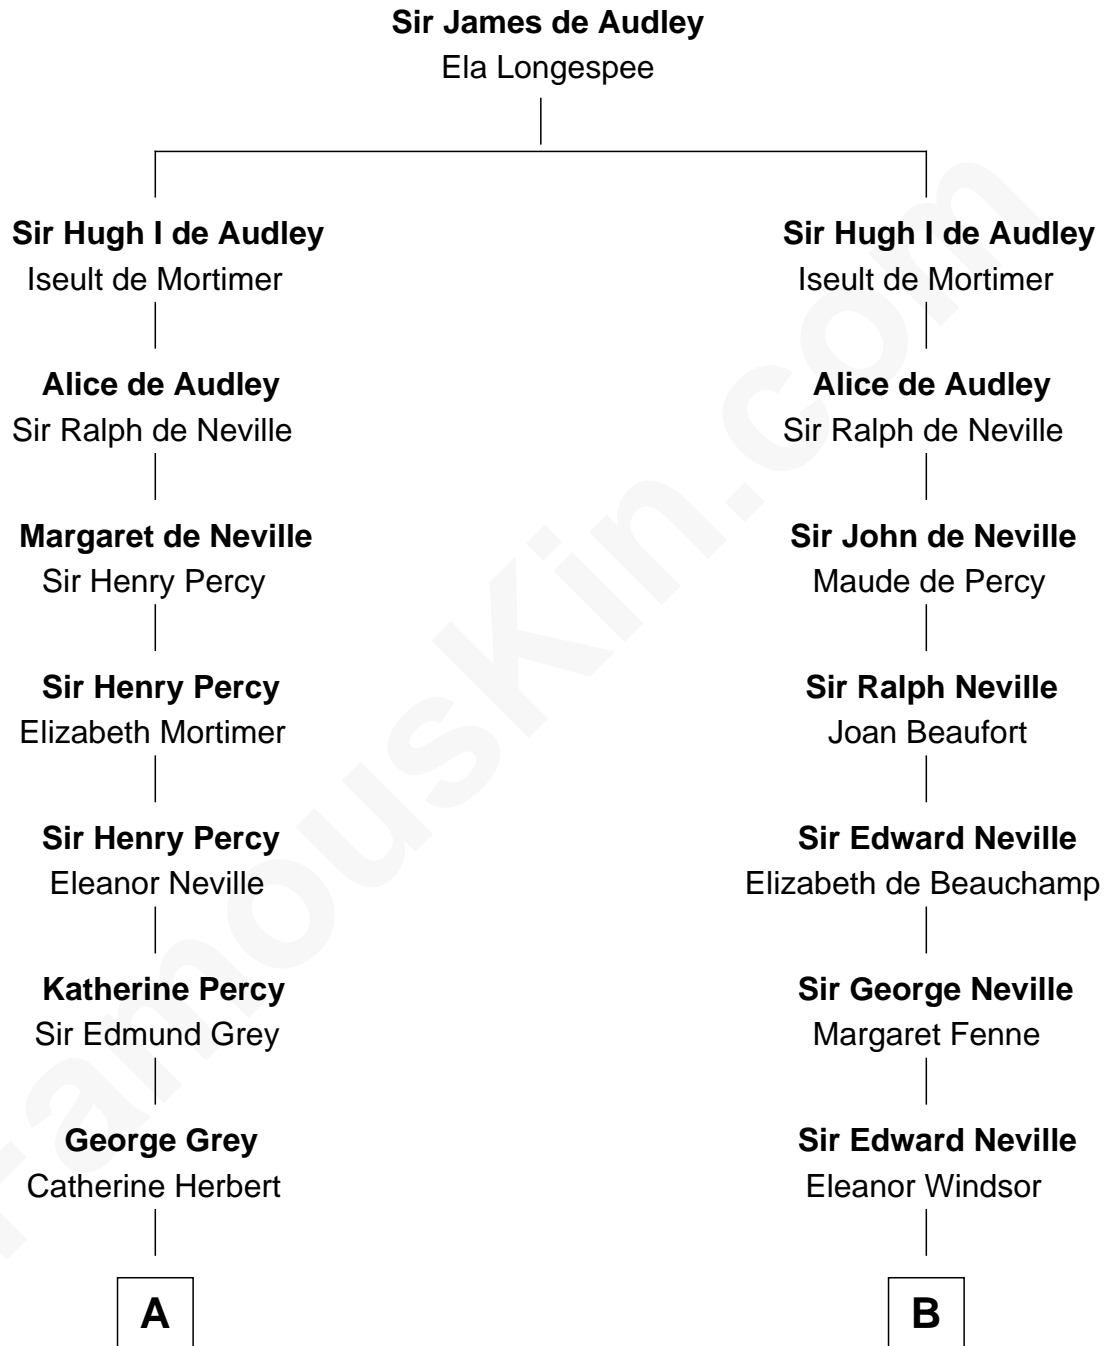 Sir James de Audley
Ela Longespee
Sir Hugh I de Audley
Iseult de Mortimer
Sir Hugh I de Audley
Iseult de Mortimer
Alice de Audley
Sir Ralph de Neville
Alice de Audley
Sir Ralph de Neville
Margaret de Neville
Sir Henry Percy
Sir John de Neville
Maude de Percy
Sir Henry Percy
Elizabeth Mortimer
Sir Ralph Neville
Joan Beaufort
Sir Henry Percy
Eleanor Neville
Sir Edward Neville
Elizabeth de Beauchamp
Katherine Percy
Sir Edmund Grey
Sir George Neville
Margaret Fenne
George Grey
Catherine Herbert
Sir Edward Neville
Eleanor Windsor
A
B
FamousKin.com